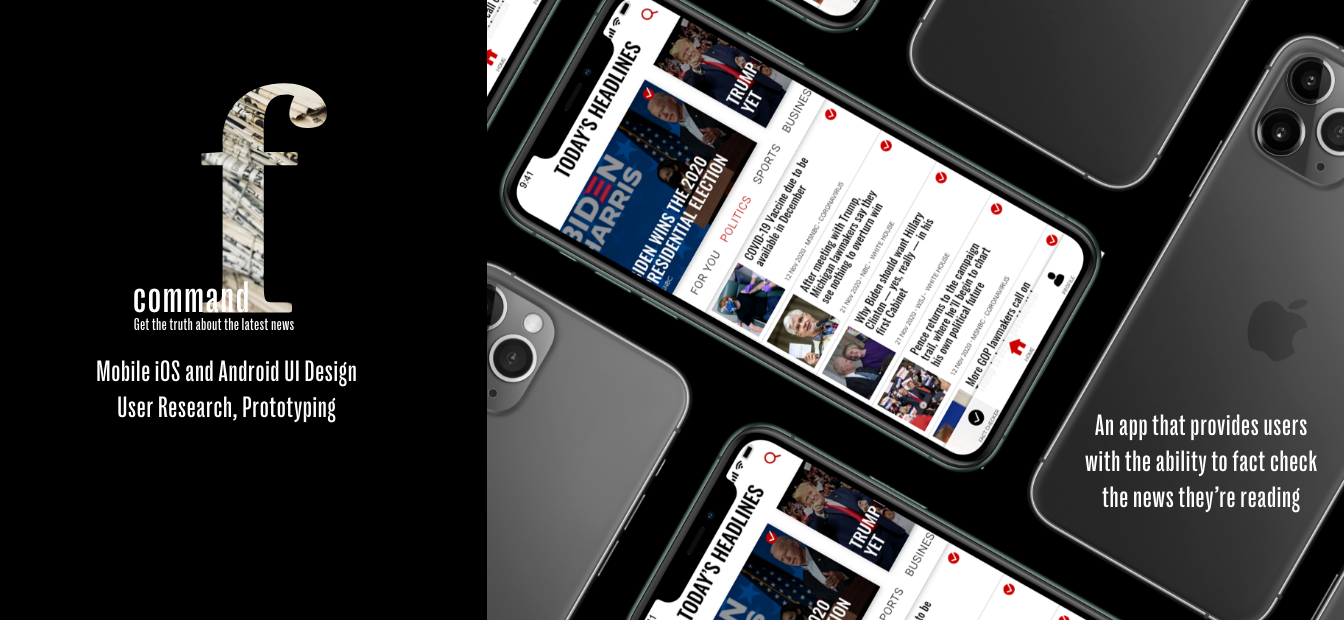 f
command
Get the truth about the latest news
Mobile iOS and Android UI Design
User Research, Prototyping
HOME
9:41
TODAY'S HEADLINES
BIDEN
HARRIS
BIDEN WINS THE 2020
PRESIDENTIAL ELECTION
TRUMP
YET
FOR YOU POLITICS SPORTS BUSINES
COVID-19 Vaccine due to be
available in December
12 Nov 2020 - MSNBC - CORONAVIRUS
After meeting with Trump,
Michigan lawmakers say they
see nothing to overturn win
21 Nov 2020 - NBC - WHITE HOUSE
Why Biden should want Hillary
Clinton — yes, really — in his
first Cabinet
21 Nov 2020 - WSJ - WHITE HOUSE
Pence returns to the campaign
trail, where he'll begin to chart
his own political future
12 Nov 2020 - MSNBC - CORONAVIRUS
More GOP lawmakers call on
FACT CHECKER
HOME
PROFILE
An app that provides users
with the ability to fact check
the news they're reading
TODAY'S HEADLINES
2020
TRUMP
YET
BUSINES
to be